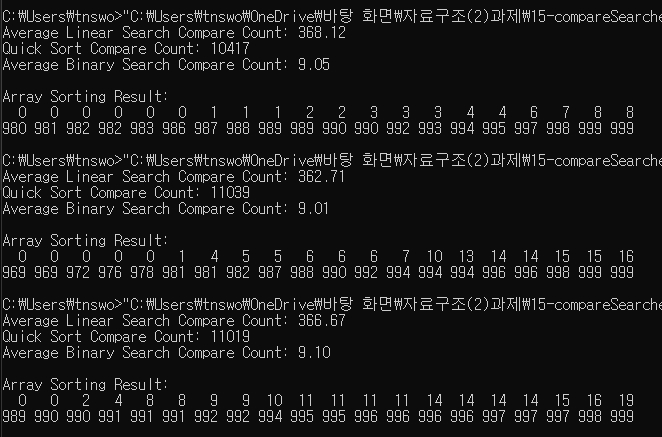 C:₩Users₩tnswo>"C:₩Users₩tnswo₩OneDrive₩바탕 화면₩자료구조(2)과제₩15-compareSearche
Average Linear Search Compare Count: 368.12
Quick Sort Compare Count: 10417
Average Binary Search Compare Count: 9.05
Array Sorting Result:
0 0 0 0 0 1 1 1 2 2 3 3 3 4 4 6 7 8 8
980 981 982 982 983 986 987 988 989 989 990 990 992 993 994 995 997 998 999 999
C:₩Users₩tnswo>"C:₩Users₩tnswo₩OneDrive₩바탕 화면₩자료구조(2)과제₩15-compareSearche
Average Linear Search Compare Count: 362.71
Quick Sort Compare Count: 11039
Average Binary Search Compare Count: 9.01
Array Sorting Result:
0 0 0 0 0 1 4 5 5 6 6 6 7 10 13 14 14 15 15 16
969 969 972 976 978 981 981 982 987 988 990 992 994 994 994 996 996 998 999 999
C:₩Users₩tnswo>"C:₩Users₩tnswo₩OneDrive₩바탕 화면₩자료구조(2)과제₩15-compareSearche
Average Linear Search Compare Count: 366.67
Quick Sort Compare Count: 11019
Average Binary Search Compare Count: 9.10
Array Sorting Result:
0 0 2 4 8 8 9 9 10 11 11 11 11 14 14 14 15 16 19
989 990 990 991 991 991 992 992 994 995 995 996 996 996 996 997 997 997 998 999